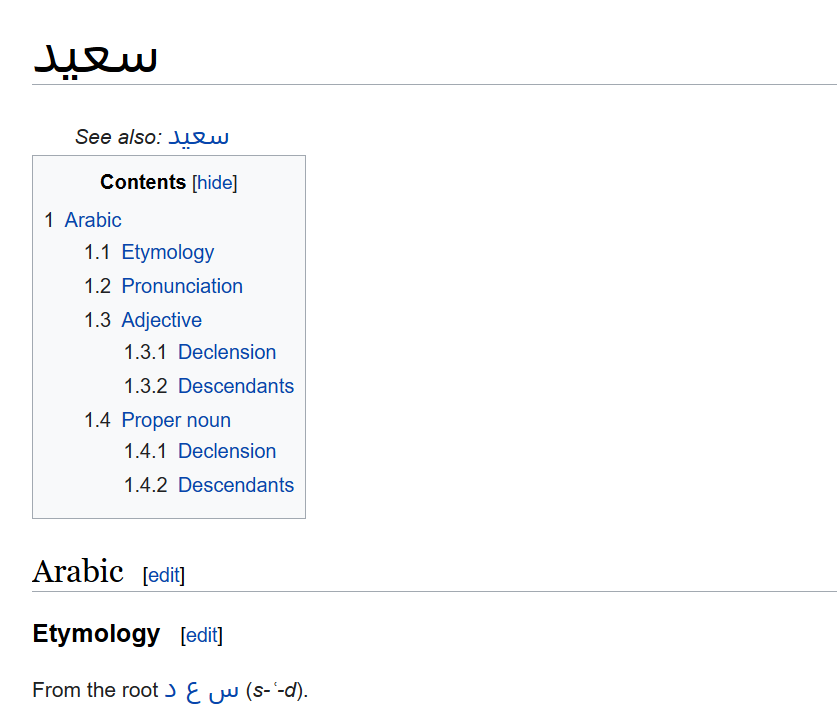 سعيد
See also: سعيد
Contents [hide]
1 Arabic
1.1 Etymology
1.2 Pronunciation
1.3 Adjective
1.3.1 Declension
1.3.2 Descendants
1.4 Proper noun
1.4.1 Declension
1.4.2 Descendants
Arabic [edit]
Etymology [edit]
From the root س ع د (s-ʿ-d).